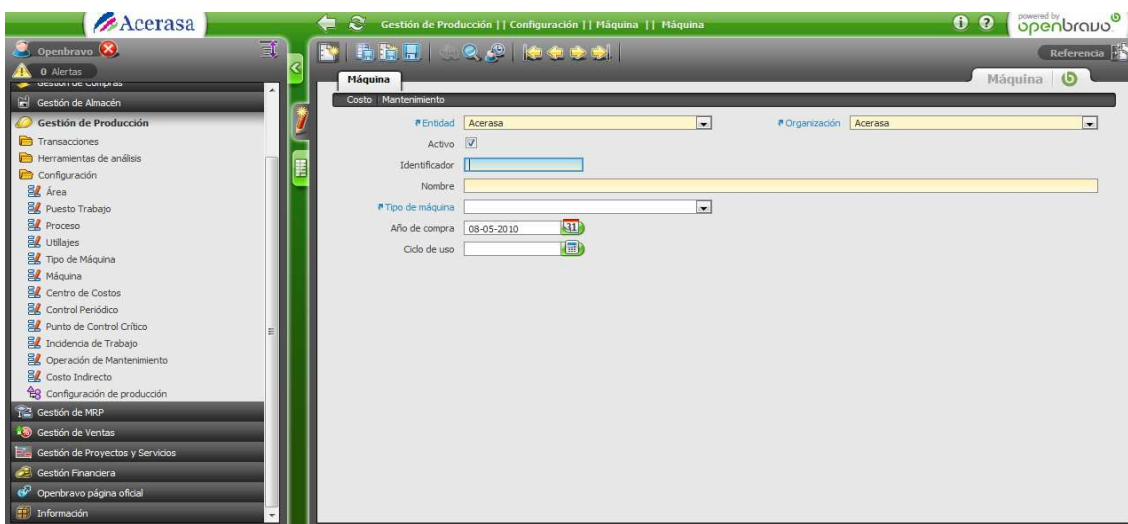 Acerasa
Gestión de Producción || Configuración || Máquina || Máquina
powered by
openbravo
Openbravo
Referencia
0 Alertas
Gestión de Compras
Máquina
Máquina
Gestión de Almacén
Costo Mantenimiento
Gestión de Producción
Entidad Acerasa
Organización Acerasa
Transacciones
Activo
Herramientas de análisis
Identificador
Configuración
Área
Nombre
Puesto Trabajo
Tipo de máquina
Proceso
Año de compra 08-05-2010 31
Utillajes
Ciclo de uso
Tipo de Máquina
Máquina
Centro de Costos
Control Periódico
Punto de Control Crítico
Incidencia de Trabajo
Operación de Mantenimiento
Costo Indirecto
Configuración de producción
Gestión de MRP
Gestión de Ventas
Gestión de Proyectos y Servicios
Gestión Financiera
Openbravo página oficial
Información